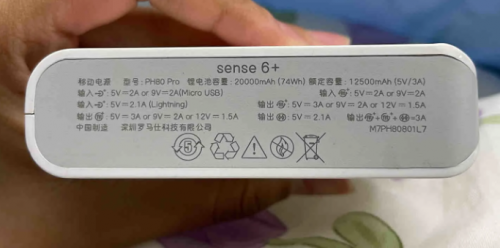 sense 6+
移动电源 型号: PH80 Pro 锂电池容量: 20000mAh (74Wh) 额定容量: 12500mAh (5V/3A)
输入: 5V=2A or 9V=2A(Micro USB) 输入: 5V=2A or 9V=2A
输入: 5V=2.1A (Lightning) 输出: 5V=3A or 9V=2A or 12V=1.5A
输出: 5V=3A or 9V=2A or 12V=1.5A 输出: 5V=2.1A 输出 + + =3A
中国制造 深圳罗马仕科技有限公司 M7PH80801L7
5